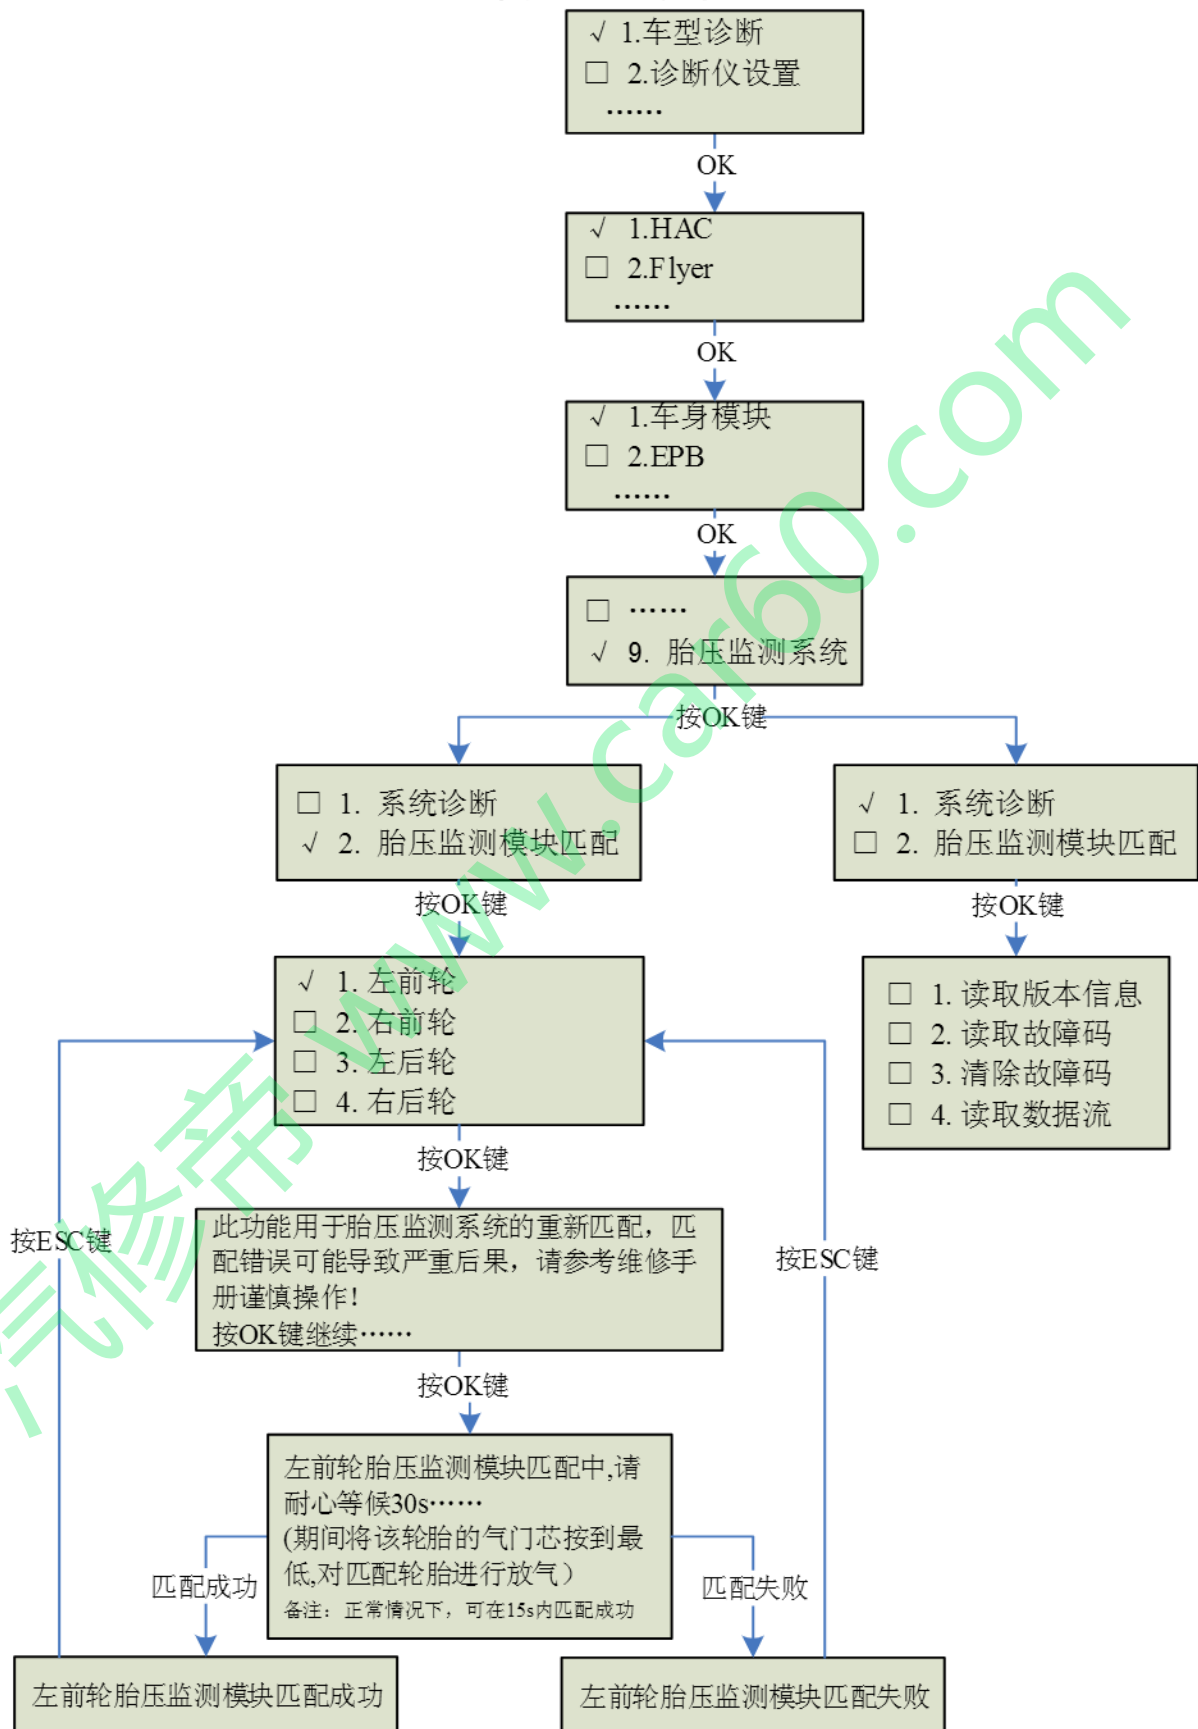 √ 1.车型诊断
□ 2.诊断仪设置
……
OK
√ 1.HAC
□ 2.Flyer
……
OK
√ 1.车身模块
□ 2.EPB
……
OK
□ ……
√ 9. 胎压监测系统
按OK键
□ 1. 系统诊断
√ 2. 胎压监测模块匹配
√ 1. 系统诊断
□ 2. 胎压监测模块匹配
按OK键
按OK键
√ 1. 左前轮
□ 2. 右前轮
□ 3. 左后轮
□ 4. 右后轮
□ 1. 读取版本信息
□ 2. 读取故障码
□ 3. 清除故障码
□ 4. 读取数据流
按OK键
按ESC键
按ESC键
此功能用于胎压监测系统的重新匹配，匹
配错误可能导致严重后果，请参考维修手
册谨慎操作！
按OK键继续……
按OK键
左前轮胎压监测模块匹配中,请
耐心等候30s……
(期间将该轮胎的气门芯按到最
低,对匹配轮胎进行放气）
备注：正常情况下，可在15s内匹配成功
匹配成功
匹配失败
左前轮胎压监测模块匹配成功
左前轮胎压监测模块匹配失败
汽修帝 www.car60.com